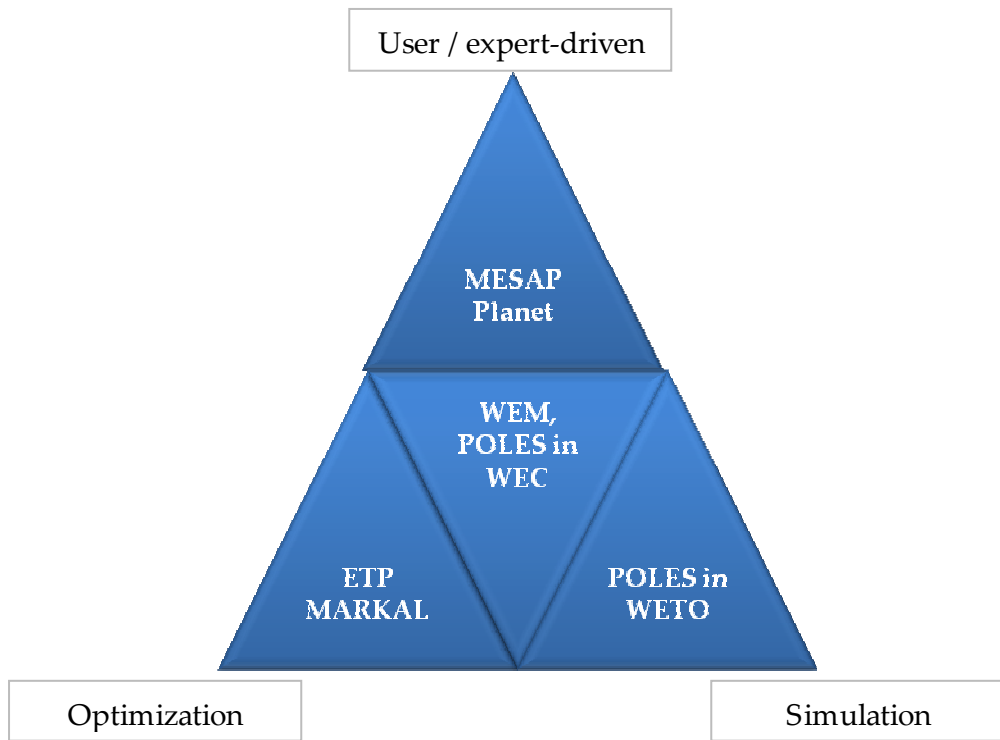 User / expert-driven
MESAP
Planet
WEM,
POLES in
WEC
ETP
MARKAL
POLES in
WETO
Optimization
Simulation